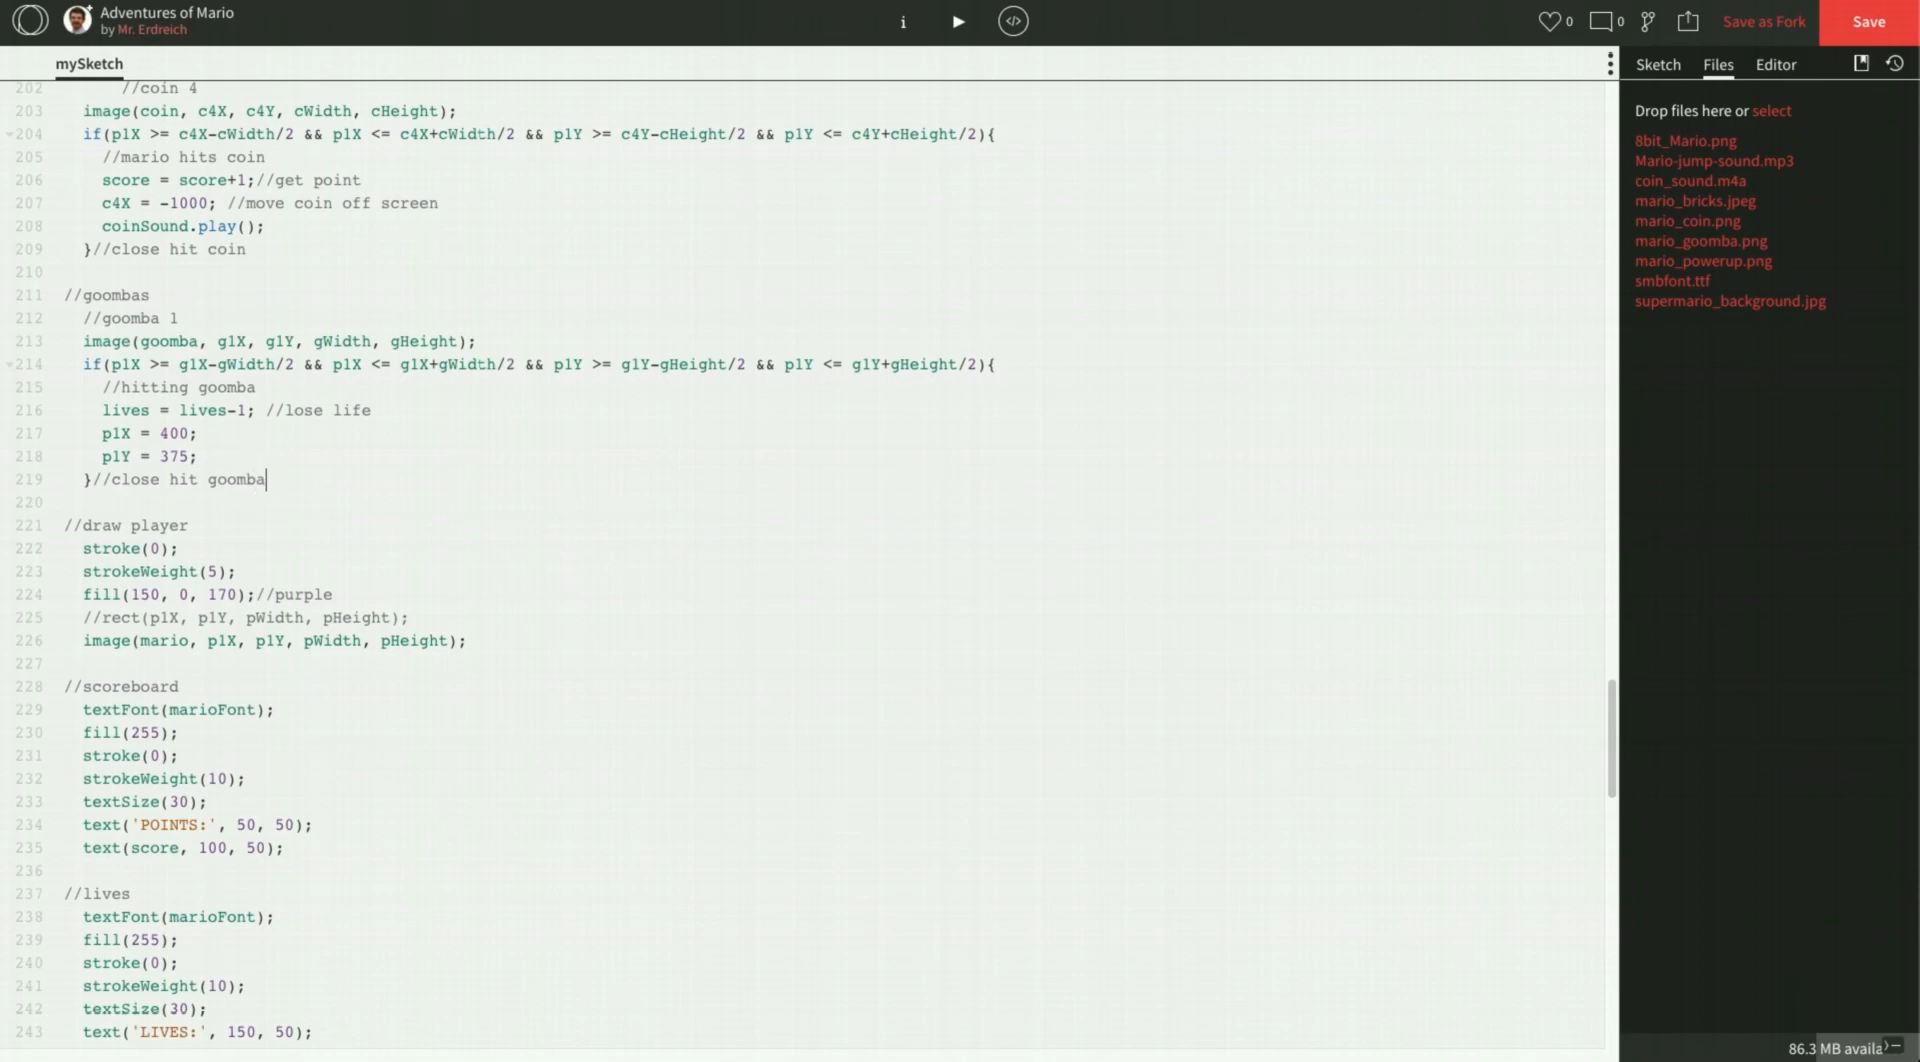 Adventures of Mario
by Mr. Erdreich
i
</>
0
0
Save as Fork
Save
mySketch
Sketch Files Editor
202 //coin 4
203 image(coin, c4X, c4Y, cWidth, cHeight);
204 if(p1X >= c4X-cWidth/2 && p1X <= c4X+cWidth/2 && p1Y >= c4Y-cHeight/2 && p1Y <= c4Y+cHeight/2){
205 //mario hits coin
206 score = score+1;//get point
207 c4X = -1000; //move coin off screen
208 coinSound.play();
209 }//close hit coin
210
211 //goombas
212 //goomba 1
213 image(goomba, g1X, g1Y, gWidth, gHeight);
214 if(p1X >= g1X-gWidth/2 && p1X <= g1X+gWidth/2 && p1Y >= g1Y-gHeight/2 && p1Y <= g1Y+gHeight/2){
215 //hitting goomba
216 lives = lives-1; //lose life
217 p1X = 400;
218 p1Y = 375;
219 }//close hit goomba
220
221 //draw player
222 stroke(0);
223 strokeWeight(5);
224 fill(150, 0, 170);//purple
225 //rect(p1X, p1Y, pWidth, pHeight);
226 image(mario, p1X, p1Y, pWidth, pHeight);
227
228 //scoreboard
229 textFont(marioFont);
230 fill(255);
231 stroke(0);
232 strokeWeight(10);
233 textSize(30);
234 text('POINTS:', 50, 50);
235 text(score, 100, 50);
236
237 //lives
238 textFont(marioFont);
239 fill(255);
240 stroke(0);
241 strokeWeight(10);
242 textSize(30);
243 text('LIVES:', 150, 50);
Drop files here or select
8bit_Mario.png
Mario-jump-sound.mp3
coin_sound.m4a
mario_bricks.jpeg
mario_coin.png
mario_goomba.png
mario_powerup.png
smbfont.ttf
supermario_background.jpg
86.3 MB availa